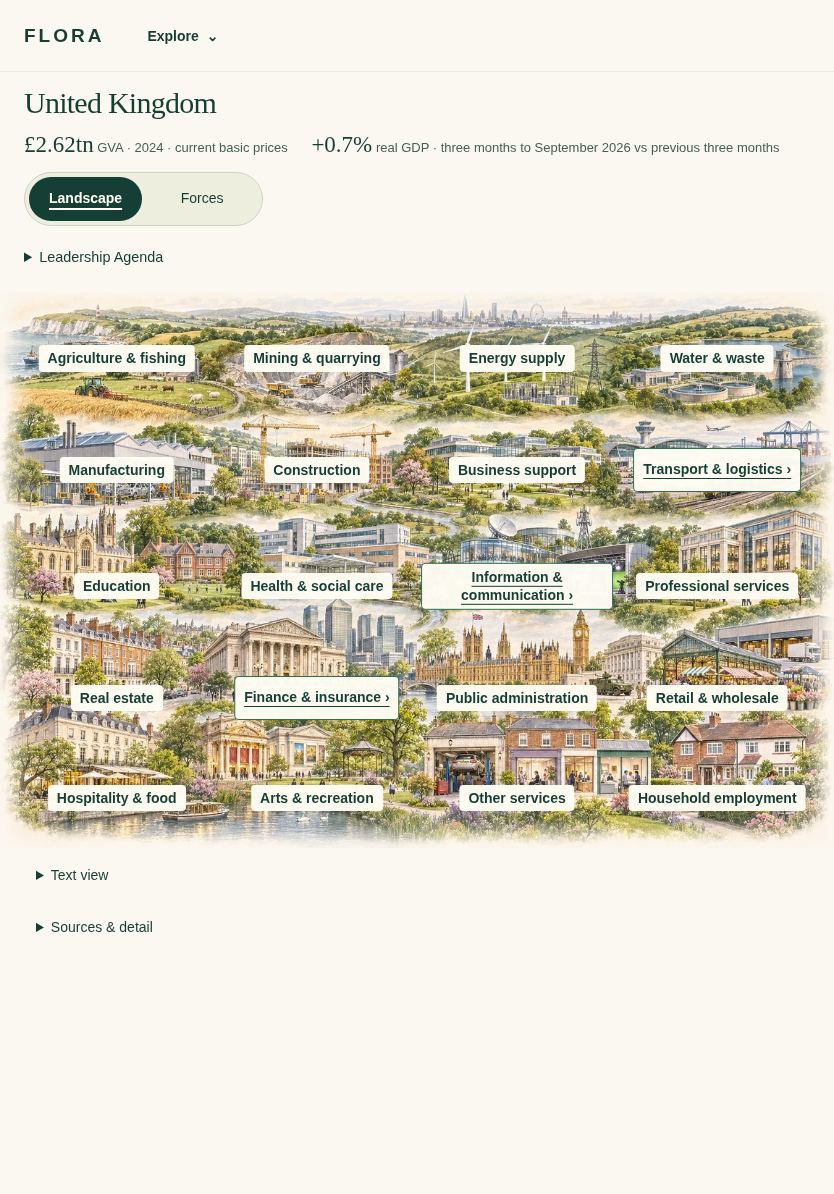 FLORA
Explore ⌄
United Kingdom
£2.62tn GVA · 2024 · current basic prices +0.7% real GDP · three months to September 2026 vs previous three months
Landscape Forces
▶ Leadership Agenda
Agriculture & fishing Mining & quarrying Energy supply Water & waste
Manufacturing Construction Business support Transport & logistics ›
Education Health & social care Information & communication › Professional services
Real estate Finance & insurance › Public administration Retail & wholesale
Hospitality & food Arts & recreation Other services Household employment
▶ Text view
▶ Sources & detail